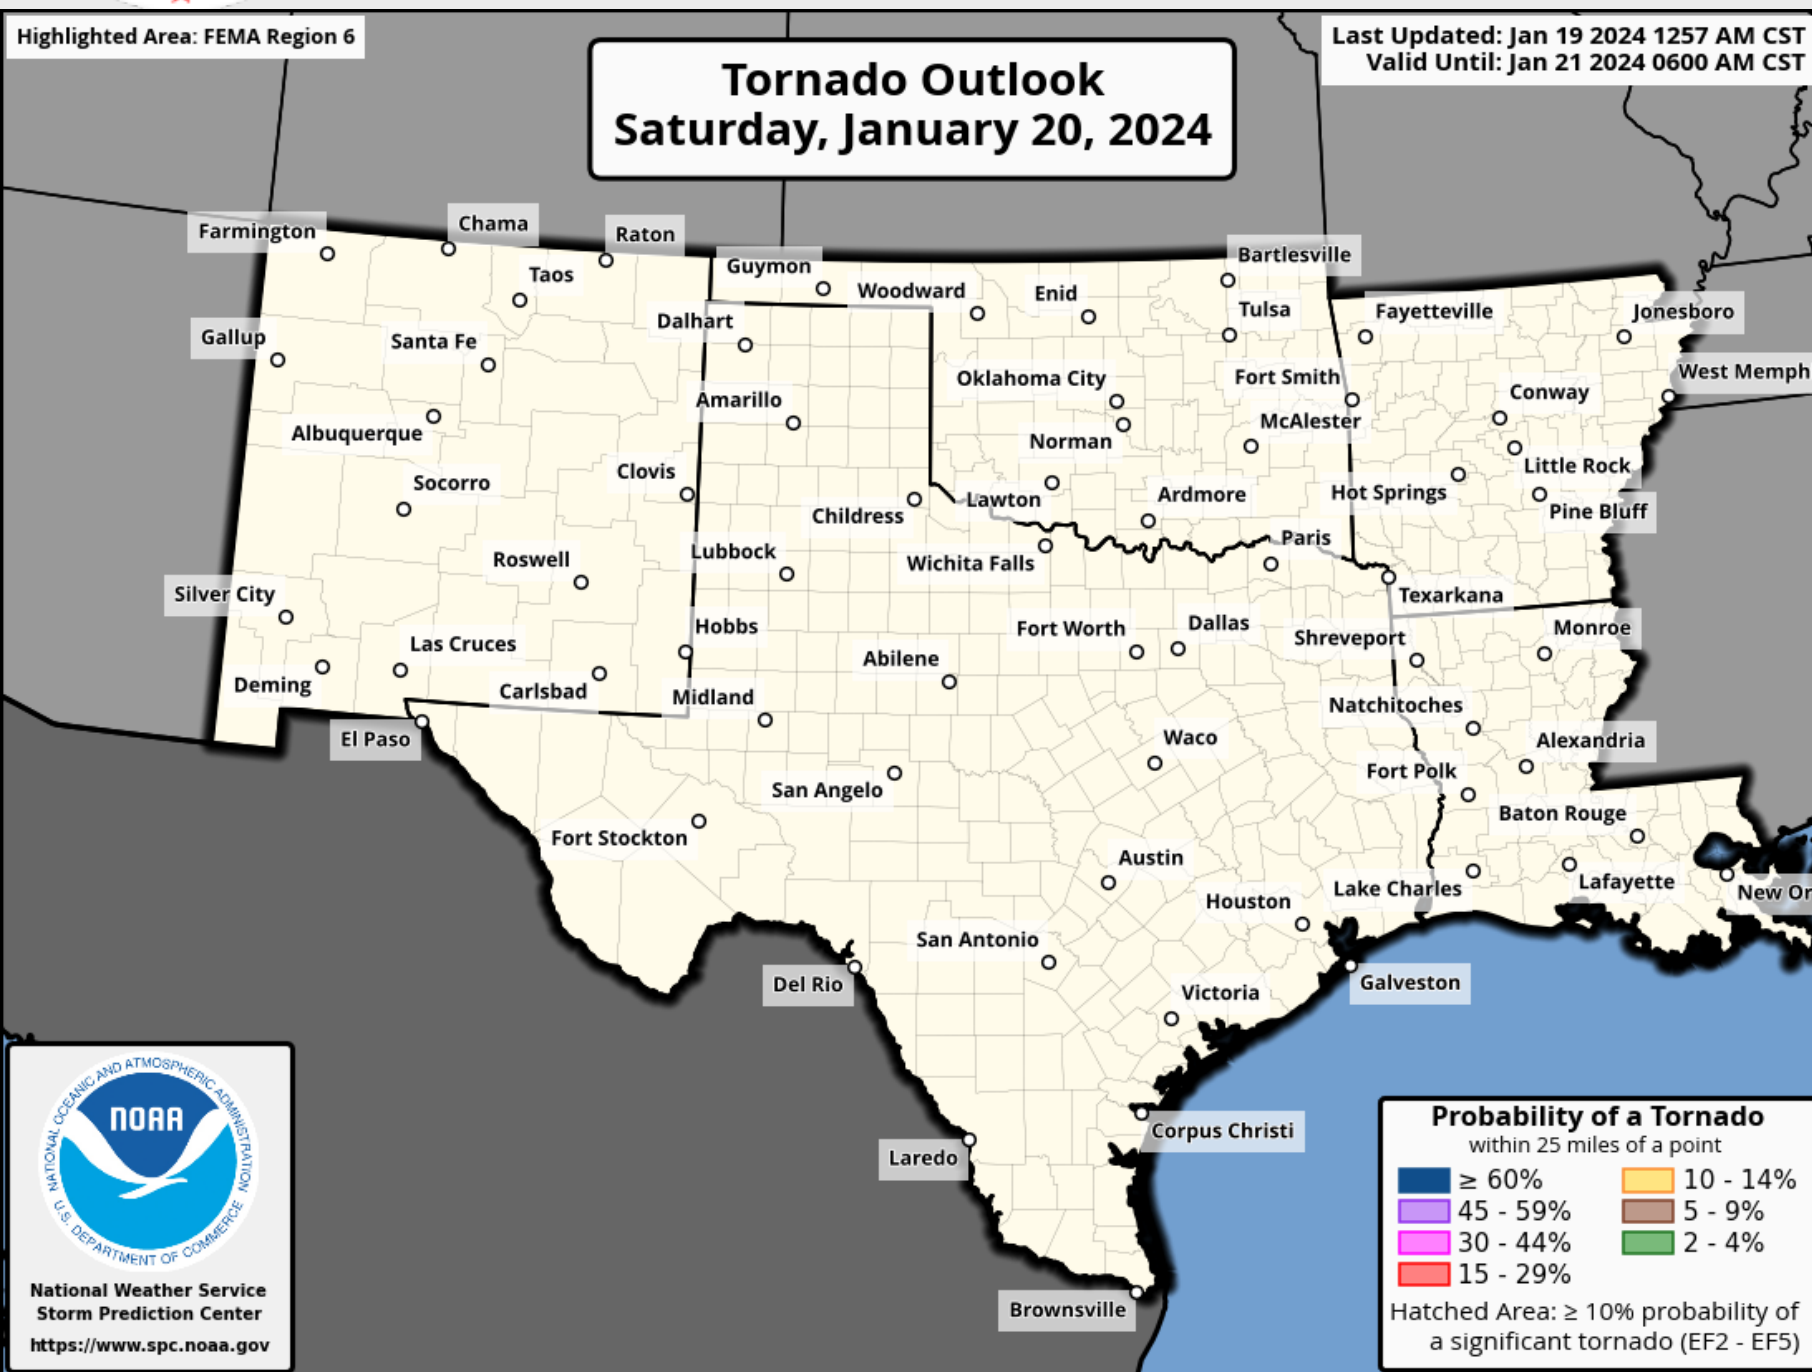 Highlighted Area: FEMA Region 6
Tornado Outlook
Saturday, January 20, 2024
Last Updated: Jan 19 2024 1257 AM CST
Valid Until: Jan 21 2024 0600 AM CST
Farmington
Chama
Raton
Taos
Guymon
Woodward
Enid
Bartlesville
Tulsa
Fayetteville
Jonesboro
Gallup
Santa Fe
Dalhart
Oklahoma City
Fort Smith
West Memph
Conway
Amarillo
Albuquerque
Norman
McAlester
Little Rock
Socorro
Clovis
Childress
Lawton
Ardmore
Hot Springs
Pine Bluff
Roswell
Lubbock
Wichita Falls
Paris
Texarkana
Silver City
Las Cruces
Hobbs
Fort Worth
Dallas
Shreveport
Monroe
Deming
Carlsbad
Midland
Abilene
Natchitoches
El Paso
Waco
Alexandria
San Angelo
Fort Polk
Fort Stockton
Baton Rouge
Austin
Houston
Lake Charles
Lafayette
New Or
San Antonio
Del Rio
Victoria
Galveston
Corpus Christi
Laredo
Brownsville
NATIONAL OCEANIC AND ATMOSPHERIC ADMINISTRATION
NOAA
U.S. DEPARTMENT OF COMMERCE
National Weather Service
Storm Prediction Center
https://www.spc.noaa.gov
Probability of a Tornado
within 25 miles of a point
≥ 60% 10 - 14%
45 - 59% 5 - 9%
30 - 44% 2 - 4%
15 - 29%
Hatched Area: ≥ 10% probability of
a significant tornado (EF2 - EF5)